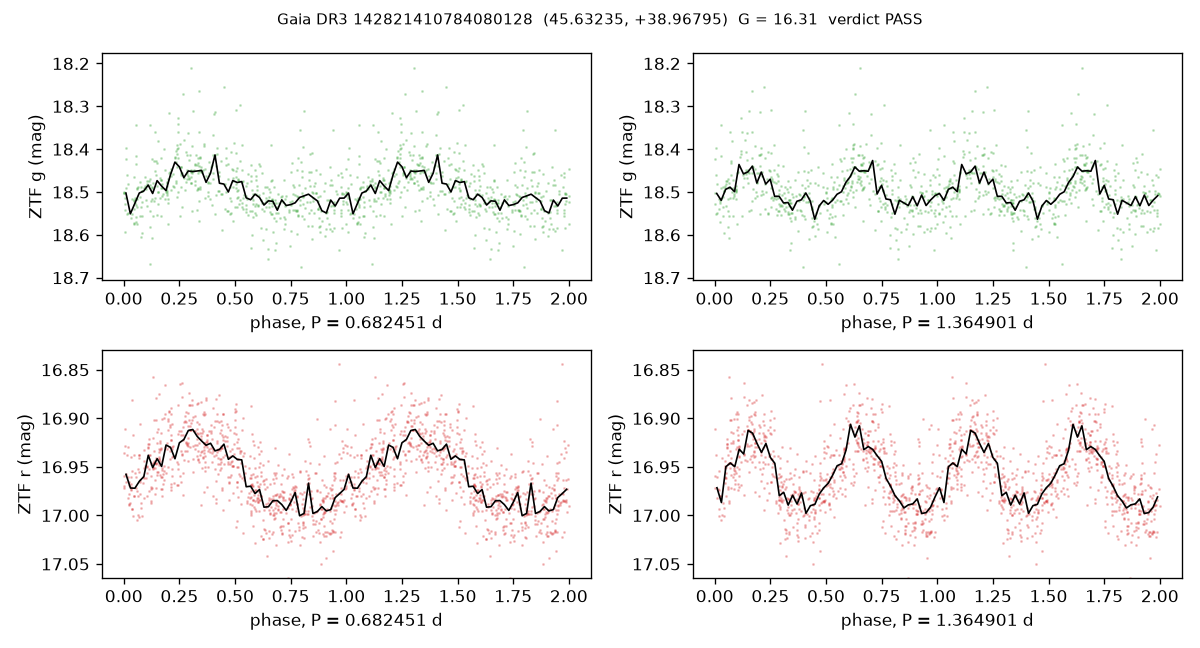 Gaia DR3 142821410784080128 (45.63235, +38.96795) G = 16.31 verdict PASS
ZTF g (mag)
18.2
18.3
18.4
18.5
18.6
18.7
0.00 0.25 0.50 0.75 1.00 1.25 1.50 1.75 2.00
phase, P = 0.682451 d
ZTF g (mag)
18.2
18.3
18.4
18.5
18.6
18.7
0.00 0.25 0.50 0.75 1.00 1.25 1.50 1.75 2.00
phase, P = 1.364901 d
ZTF r (mag)
16.85
16.90
16.95
17.00
17.05
0.00 0.25 0.50 0.75 1.00 1.25 1.50 1.75 2.00
phase, P = 0.682451 d
ZTF r (mag)
16.85
16.90
16.95
17.00
17.05
0.00 0.25 0.50 0.75 1.00 1.25 1.50 1.75 2.00
phase, P = 1.364901 d